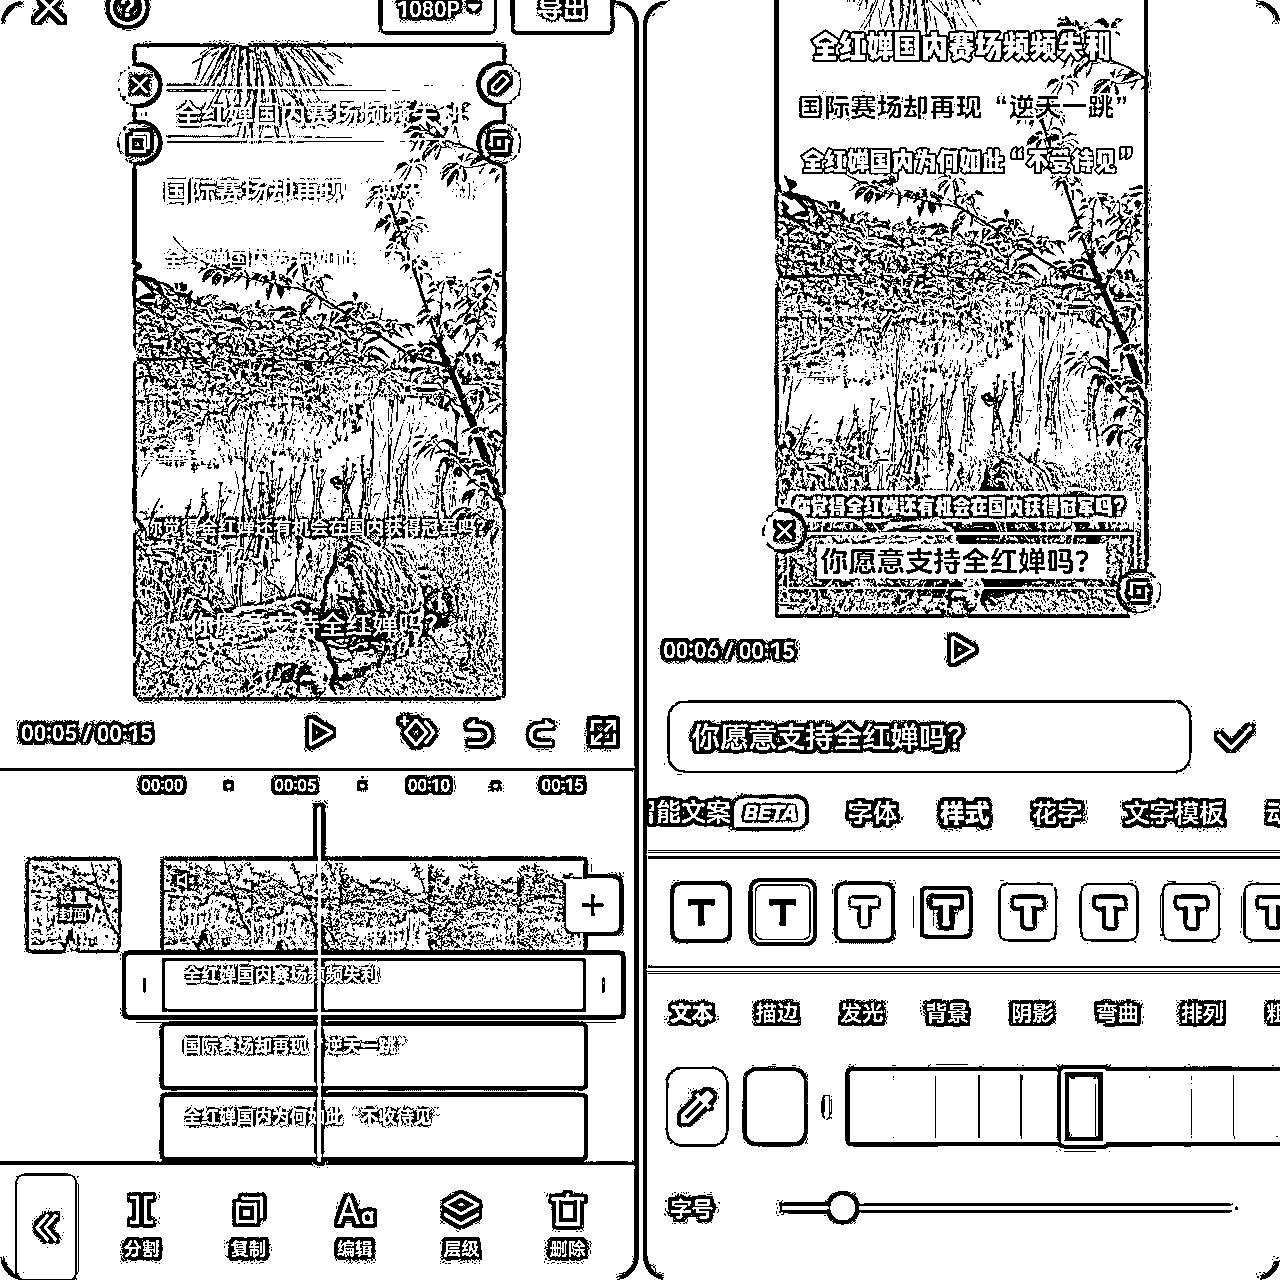 1080P
导出
全红婵国内赛场频频失利
国际赛场却再现“逆天一跳”
全红婵国内为何如此
你觉得全红婵还有机会在国内获得冠军吗？
你愿意支持全红婵吗？
00:05 / 00:15
00:00 00:05 00:10 00:15
设置
封面
全红婵国内赛场频频失利
国际赛场却再现“逆天一跳”
全红婵国内为何如此“不收待见”
分割 复制 编辑 层级 删除
全红婵国内赛场频频失利
国际赛场却再现“逆天一跳”
全红婵国内为何如此“不受待见”
你觉得全红婵还有机会在国内获得冠军吗？
你愿意支持全红婵吗？
00:06 / 00:15
你愿意支持全红婵吗？
能文案 BETA 字体 样式 花字 文字模板
T T T T T T T T
文本 描边 发光 背景 阴影 弯曲 排列
字号